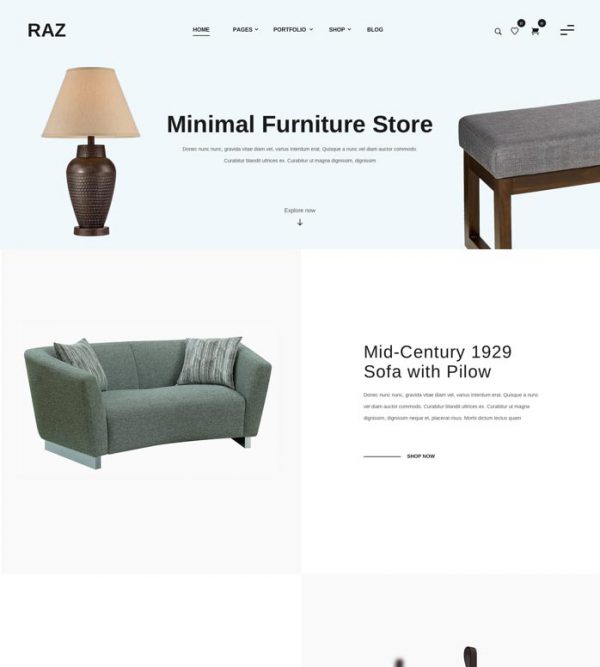 RAZ
HOME PAGES PORTFOLIO SHOP BLOG
0 0
Minimal Furniture Store
Donec nunc nunc, gravida vitae diam vel, varius interdum erat. Quisque a nunc vel diam auctor commodo.
Curabitur blandit ultrices ex. Curabitur ut magna dignissim, dignissim
Explore now
Mid-Century 1929
Sofa with Pilow
Donec nunc nunc, gravida vitae diam vel, varius interdum erat. Quisque a nunc
vel diam auctor commodo. Curabitur blandit ultrices ex. Curabitur ut magna
dignissim, dignissim neque et, placerat risus. Morbi dictum lectus quam
SHOP NOW